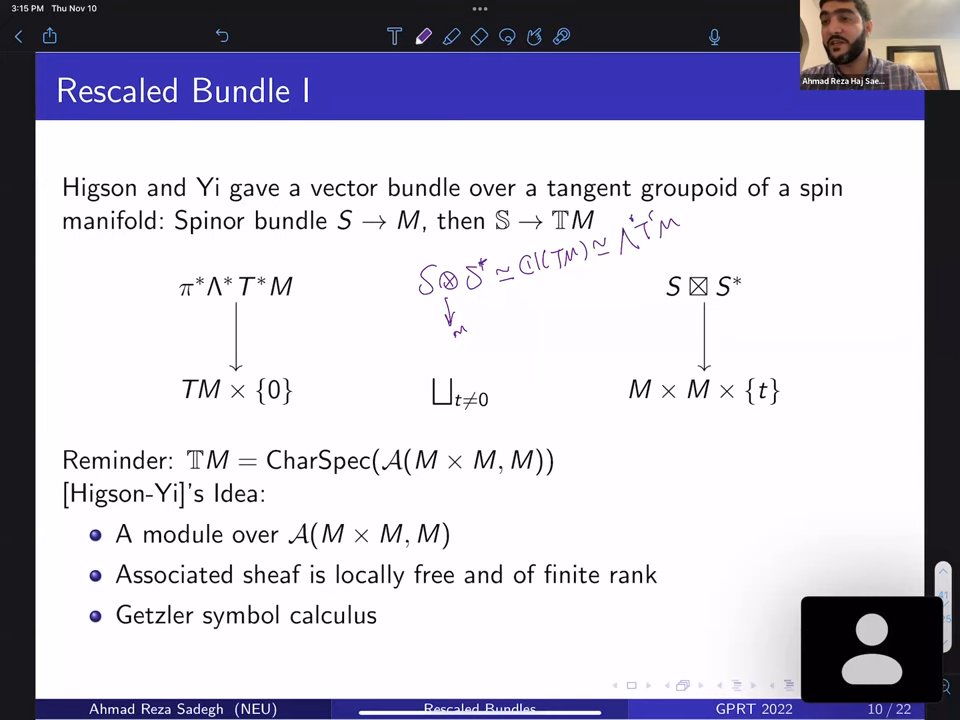 3:15 PM Thu Nov 10
Ahmad Reza Haj Sae...
Rescaled Bundle I
Higson and Yi gave a vector bundle over a tangent groupoid of a spin
manifold: Spinor bundle S → M, then 𝕊 → 𝕋M
S ⊗ S* ≃ Cl(TM) ≃ Λ*T*M
π*Λ*T*M
S ⊠ S*
M
TM × {0}
⨆t≠0
M × M × {t}
Reminder: 𝕋M = CharSpec(𝒜(M × M, M))
[Higson-Yi]'s Idea:
A module over 𝒜(M × M, M)
Associated sheaf is locally free and of finite rank
Getzler symbol calculus
Ahmad Reza Sadegh (NEU)
Rescaled Bundles
GPRT 2022
10 / 22